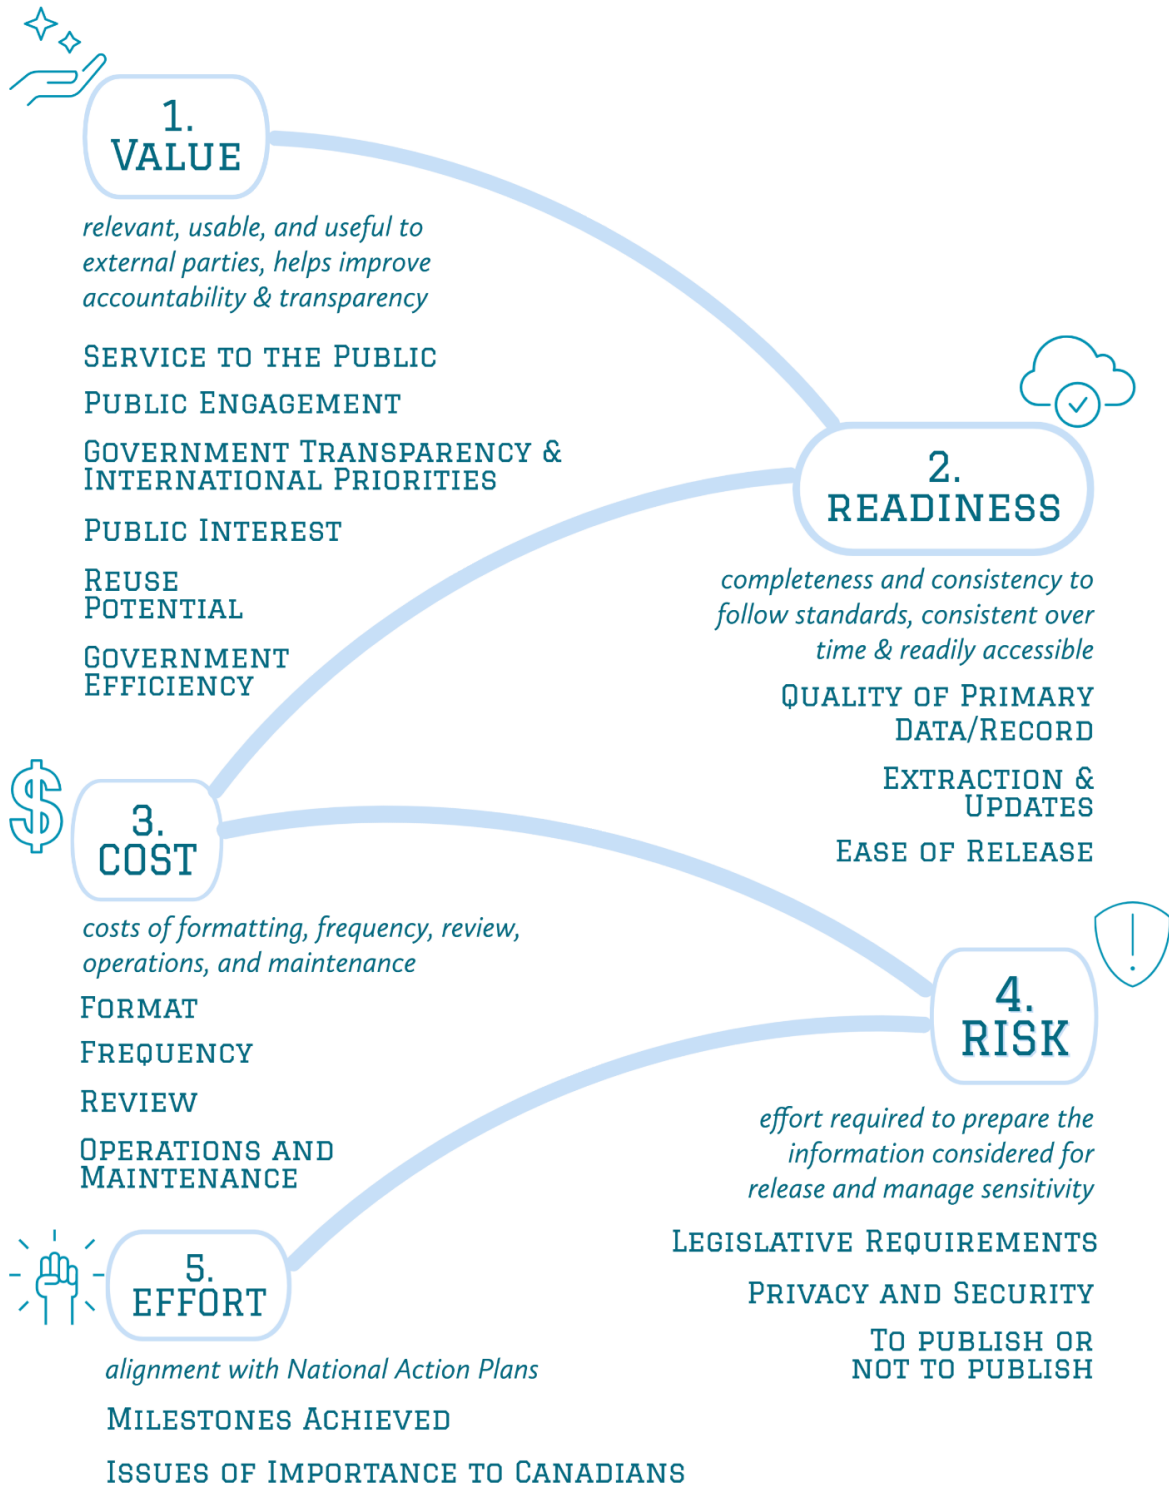 1.
VALUE
relevant, usable, and useful to
external parties, helps improve
accountability & transparency
SERVICE TO THE PUBLIC
PUBLIC ENGAGEMENT
GOVERNMENT TRANSPARENCY &
INTERNATIONAL PRIORITIES
PUBLIC INTEREST
REUSE
POTENTIAL
GOVERNMENT
EFFICIENCY
2.
READINESS
completeness and consistency to
follow standards, consistent over
time & readily accessible
QUALITY OF PRIMARY
DATA/RECORD
EXTRACTION &
UPDATES
EASE OF RELEASE
$
3.
COST
costs of formatting, frequency, review,
operations, and maintenance
FORMAT
FREQUENCY
REVIEW
OPERATIONS AND
MAINTENANCE
4.
RISK
effort required to prepare the
information considered for
release and manage sensitivity
LEGISLATIVE REQUIREMENTS
PRIVACY AND SECURITY
TO PUBLISH OR
NOT TO PUBLISH
5.
EFFORT
alignment with National Action Plans
MILESTONES ACHIEVED
ISSUES OF IMPORTANCE TO CANADIANS